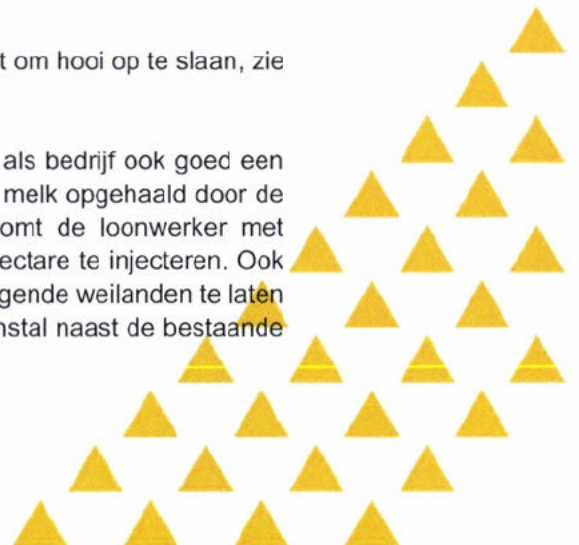 t om hooi op te slaan, zie
als bedrijf ook goed een
melk opgehaald door de
omt de loonwerker met
ectare te injecteren. Ook
gende weilanden te laten
nstal naast de bestaande